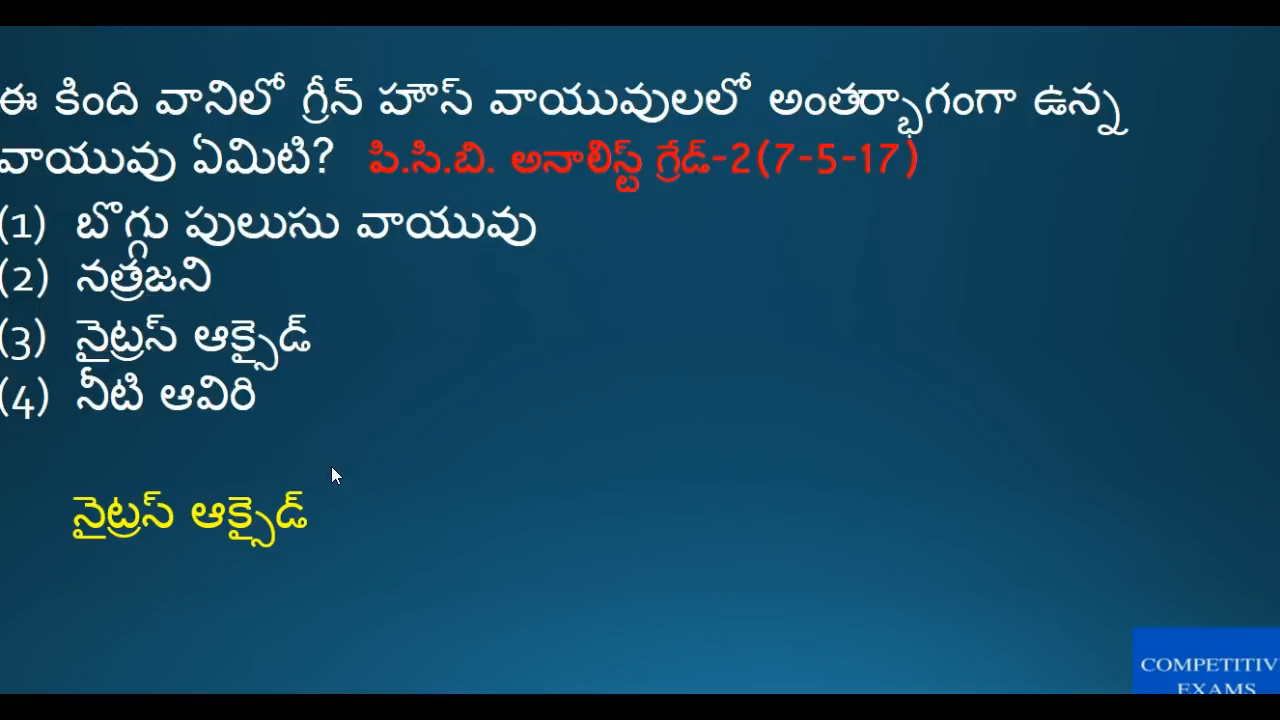 ఈ కింది వానిలో గ్రీన్ హౌస్ వాయువులలో అంతర్భాగంగా ఉన్న
వాయువు ఏమిటి? పి.సి.బి. అనాలిస్ట్ గ్రేడ్-2(7-5-17)
(1) బొగ్గు పులుసు వాయువు
(2) నత్రజని
(3) నైట్రస్ ఆక్సైడ్
(4) నీటి ఆవిరి
నైట్రస్ ఆక్సైడ్
COMPETITIV
EXAMS